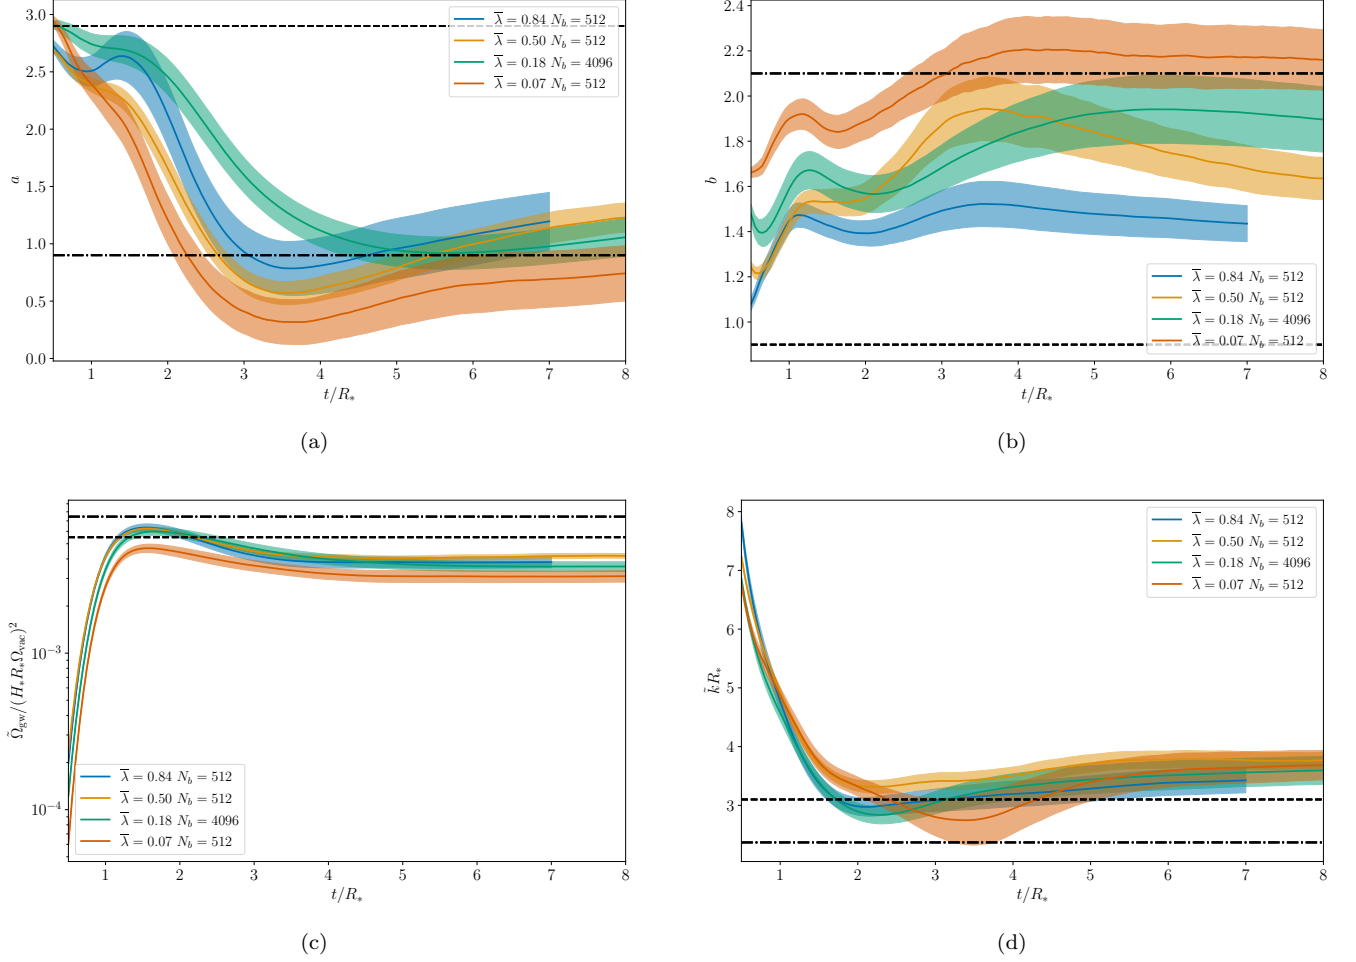 3.0
2.5
2.0
1.5
1.0
0.5
0.0
a
λ̅ = 0.84 N_b = 512
λ̅ = 0.50 N_b = 512
λ̅ = 0.18 N_b = 4096
λ̅ = 0.07 N_b = 512
1 2 3 4 5 6 7 8
t/R_*
(a)
2.4
2.2
2.0
1.8
1.6
1.4
1.2
1.0
b
λ̅ = 0.84 N_b = 512
λ̅ = 0.50 N_b = 512
λ̅ = 0.18 N_b = 4096
λ̅ = 0.07 N_b = 512
1 2 3 4 5 6 7 8
t/R_*
(b)
10⁻³
10⁻⁴
Ω̃_gw/(H_*R_*Ω_vac)²
λ̅ = 0.84 N_b = 512
λ̅ = 0.50 N_b = 512
λ̅ = 0.18 N_b = 4096
λ̅ = 0.07 N_b = 512
1 2 3 4 5 6 7 8
t/R_*
(c)
8
7
6
5
4
3
k̃R_*
λ̅ = 0.84 N_b = 512
λ̅ = 0.50 N_b = 512
λ̅ = 0.18 N_b = 4096
λ̅ = 0.07 N_b = 512
1 2 3 4 5 6 7 8
t/R_*
(d)